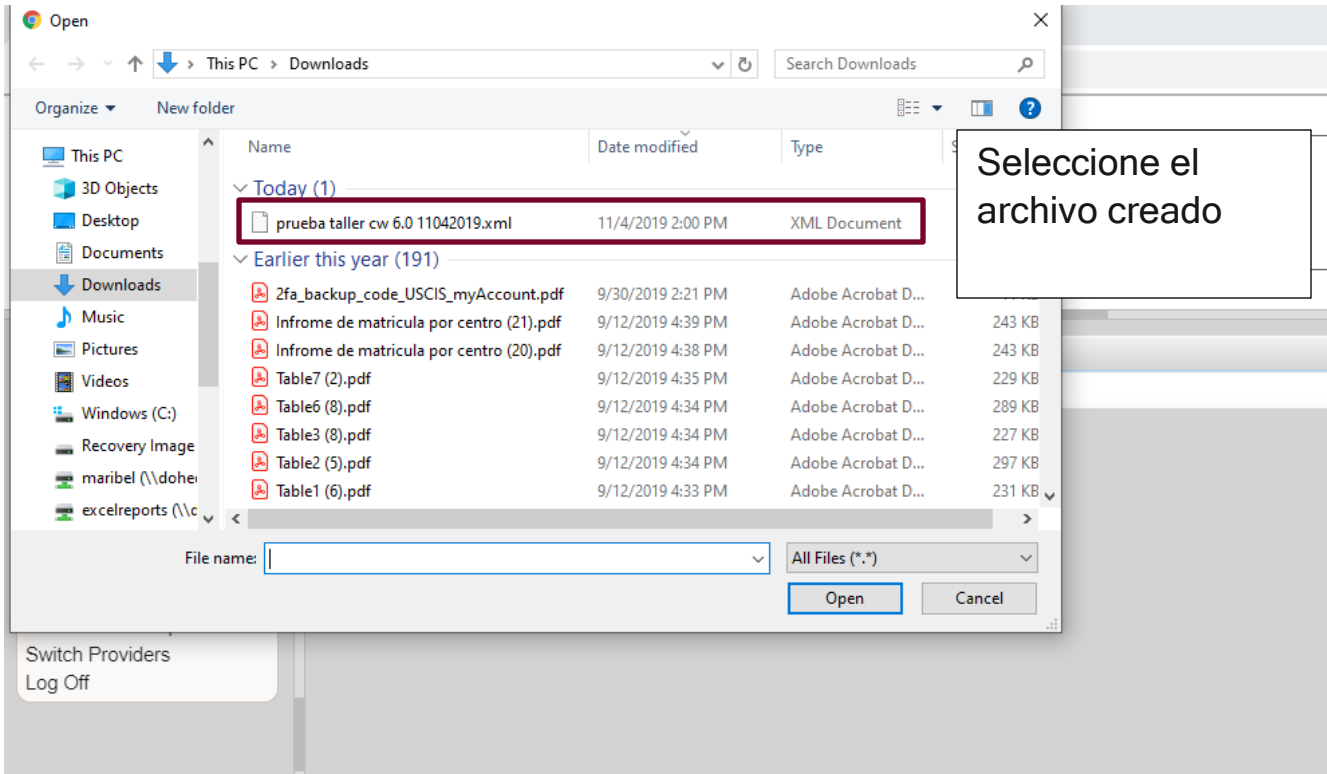 Open
This PC > Downloads
Search Downloads
Organize
New folder
Name Date modified Type S
Seleccione el
archivo creado
This PC
3D Objects
Desktop
Documents
Downloads
Music
Pictures
Videos
Windows (C:)
Recovery Image
maribel (\\dohe
excelreports (\\d
Today (1)
prueba taller cw 6.0 11042019.xml 11/4/2019 2:00 PM XML Document
Earlier this year (191)
2fa_backup_code_USCIS_myAccount.pdf 9/30/2019 2:21 PM Adobe Acrobat D...
Infrome de matricula por centro (21).pdf 9/12/2019 4:39 PM Adobe Acrobat D... 243 KB
Infrome de matricula por centro (20).pdf 9/12/2019 4:38 PM Adobe Acrobat D... 243 KB
Table7 (2).pdf 9/12/2019 4:35 PM Adobe Acrobat D... 229 KB
Table6 (8).pdf 9/12/2019 4:34 PM Adobe Acrobat D... 289 KB
Table3 (8).pdf 9/12/2019 4:34 PM Adobe Acrobat D... 227 KB
Table2 (5).pdf 9/12/2019 4:34 PM Adobe Acrobat D... 297 KB
Table1 (6).pdf 9/12/2019 4:33 PM Adobe Acrobat D... 231 KB
File name:
All Files (*.*)
Open
Cancel
Switch Providers
Log Off